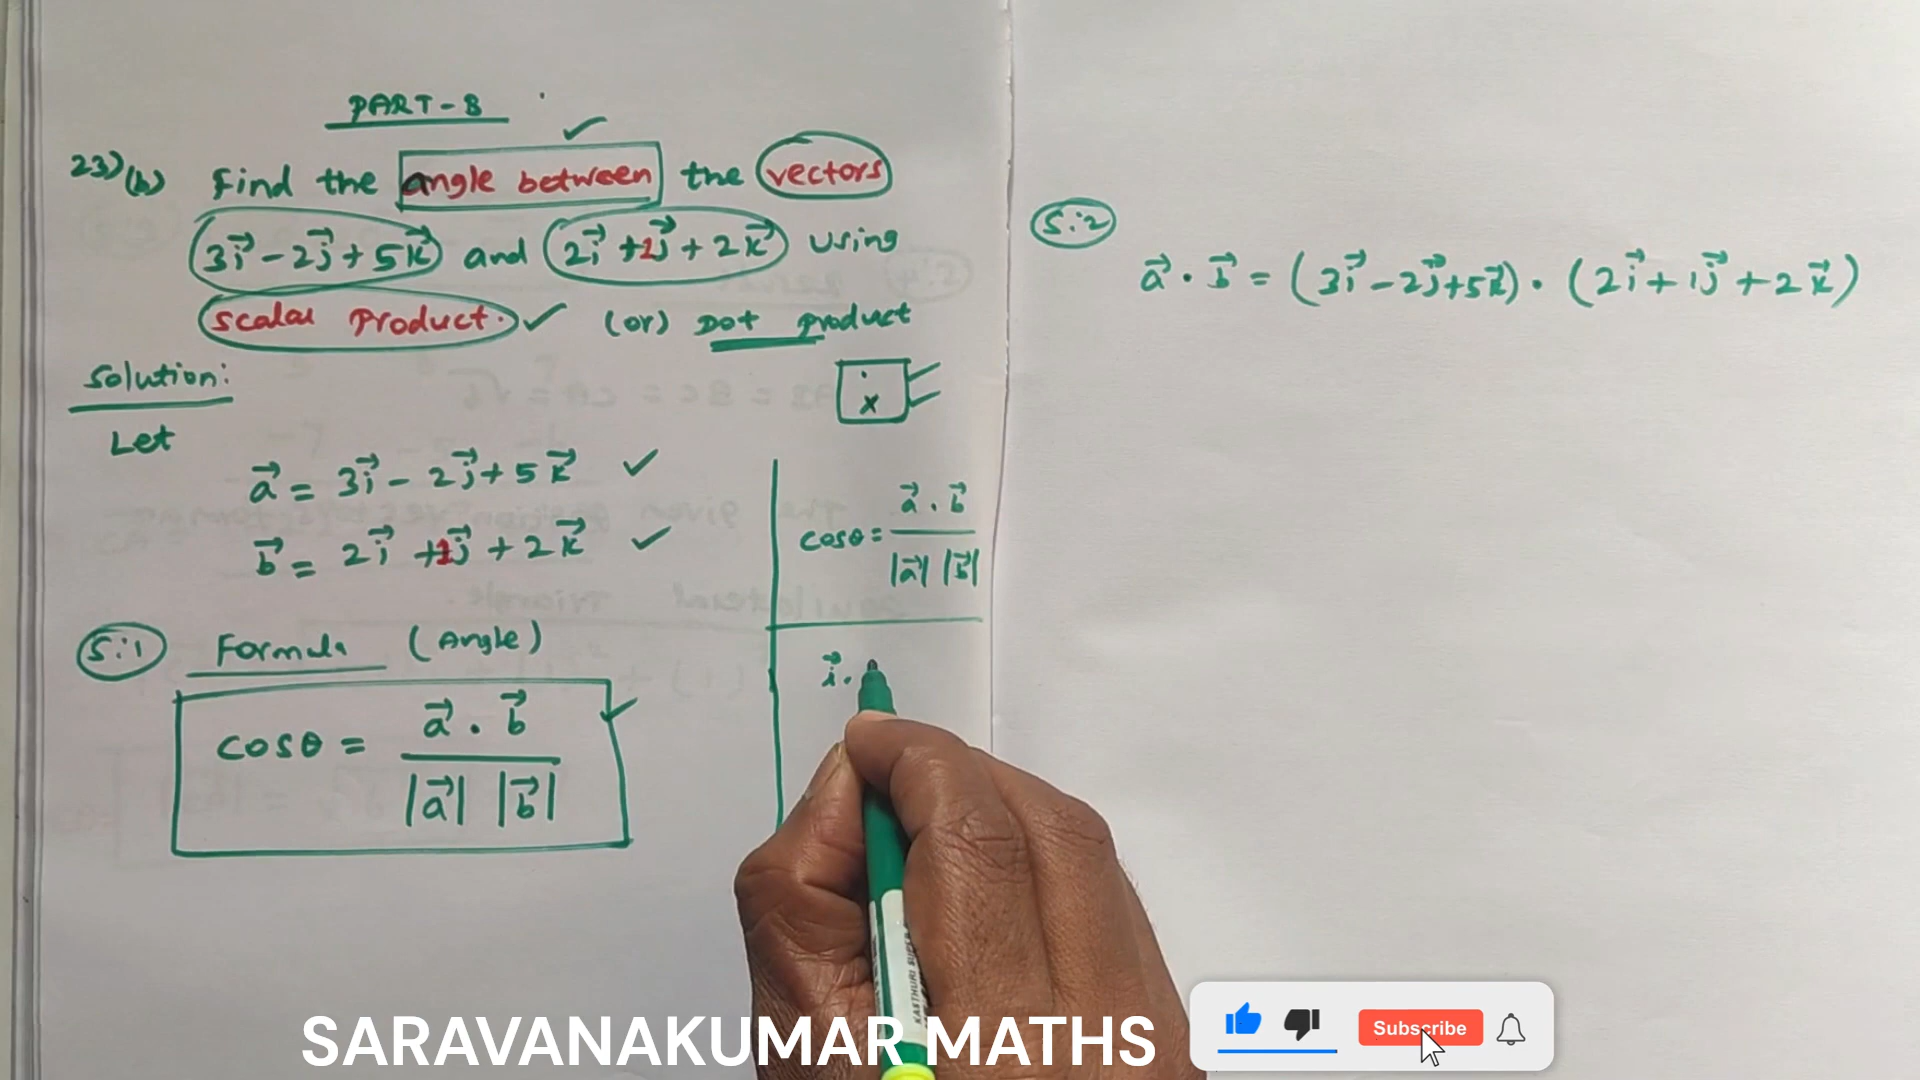 PART-B
23)(b) Find the angle between the vectors
3i⃗ - 2j⃗ + 5k⃗ and 2i⃗ + 1j⃗ + 2k⃗ using
scalar product. (or) Dot product
Solution:
. x
Let
a⃗ = 3i⃗ - 2j⃗ + 5k⃗
b⃗ = 2i⃗ + 1j⃗ + 2k⃗
cosθ = a⃗ . b⃗ / |a⃗| |b⃗|
S:1 Formula (Angle)
cosθ = a⃗ . b⃗ / |a⃗| |b⃗|
i⃗ .
S:2
a⃗ . b⃗ = (3i⃗ - 2j⃗ + 5k⃗) . (2i⃗ + 1j⃗ + 2k⃗)
SARAVANAKUMAR MATHS
Subscribe